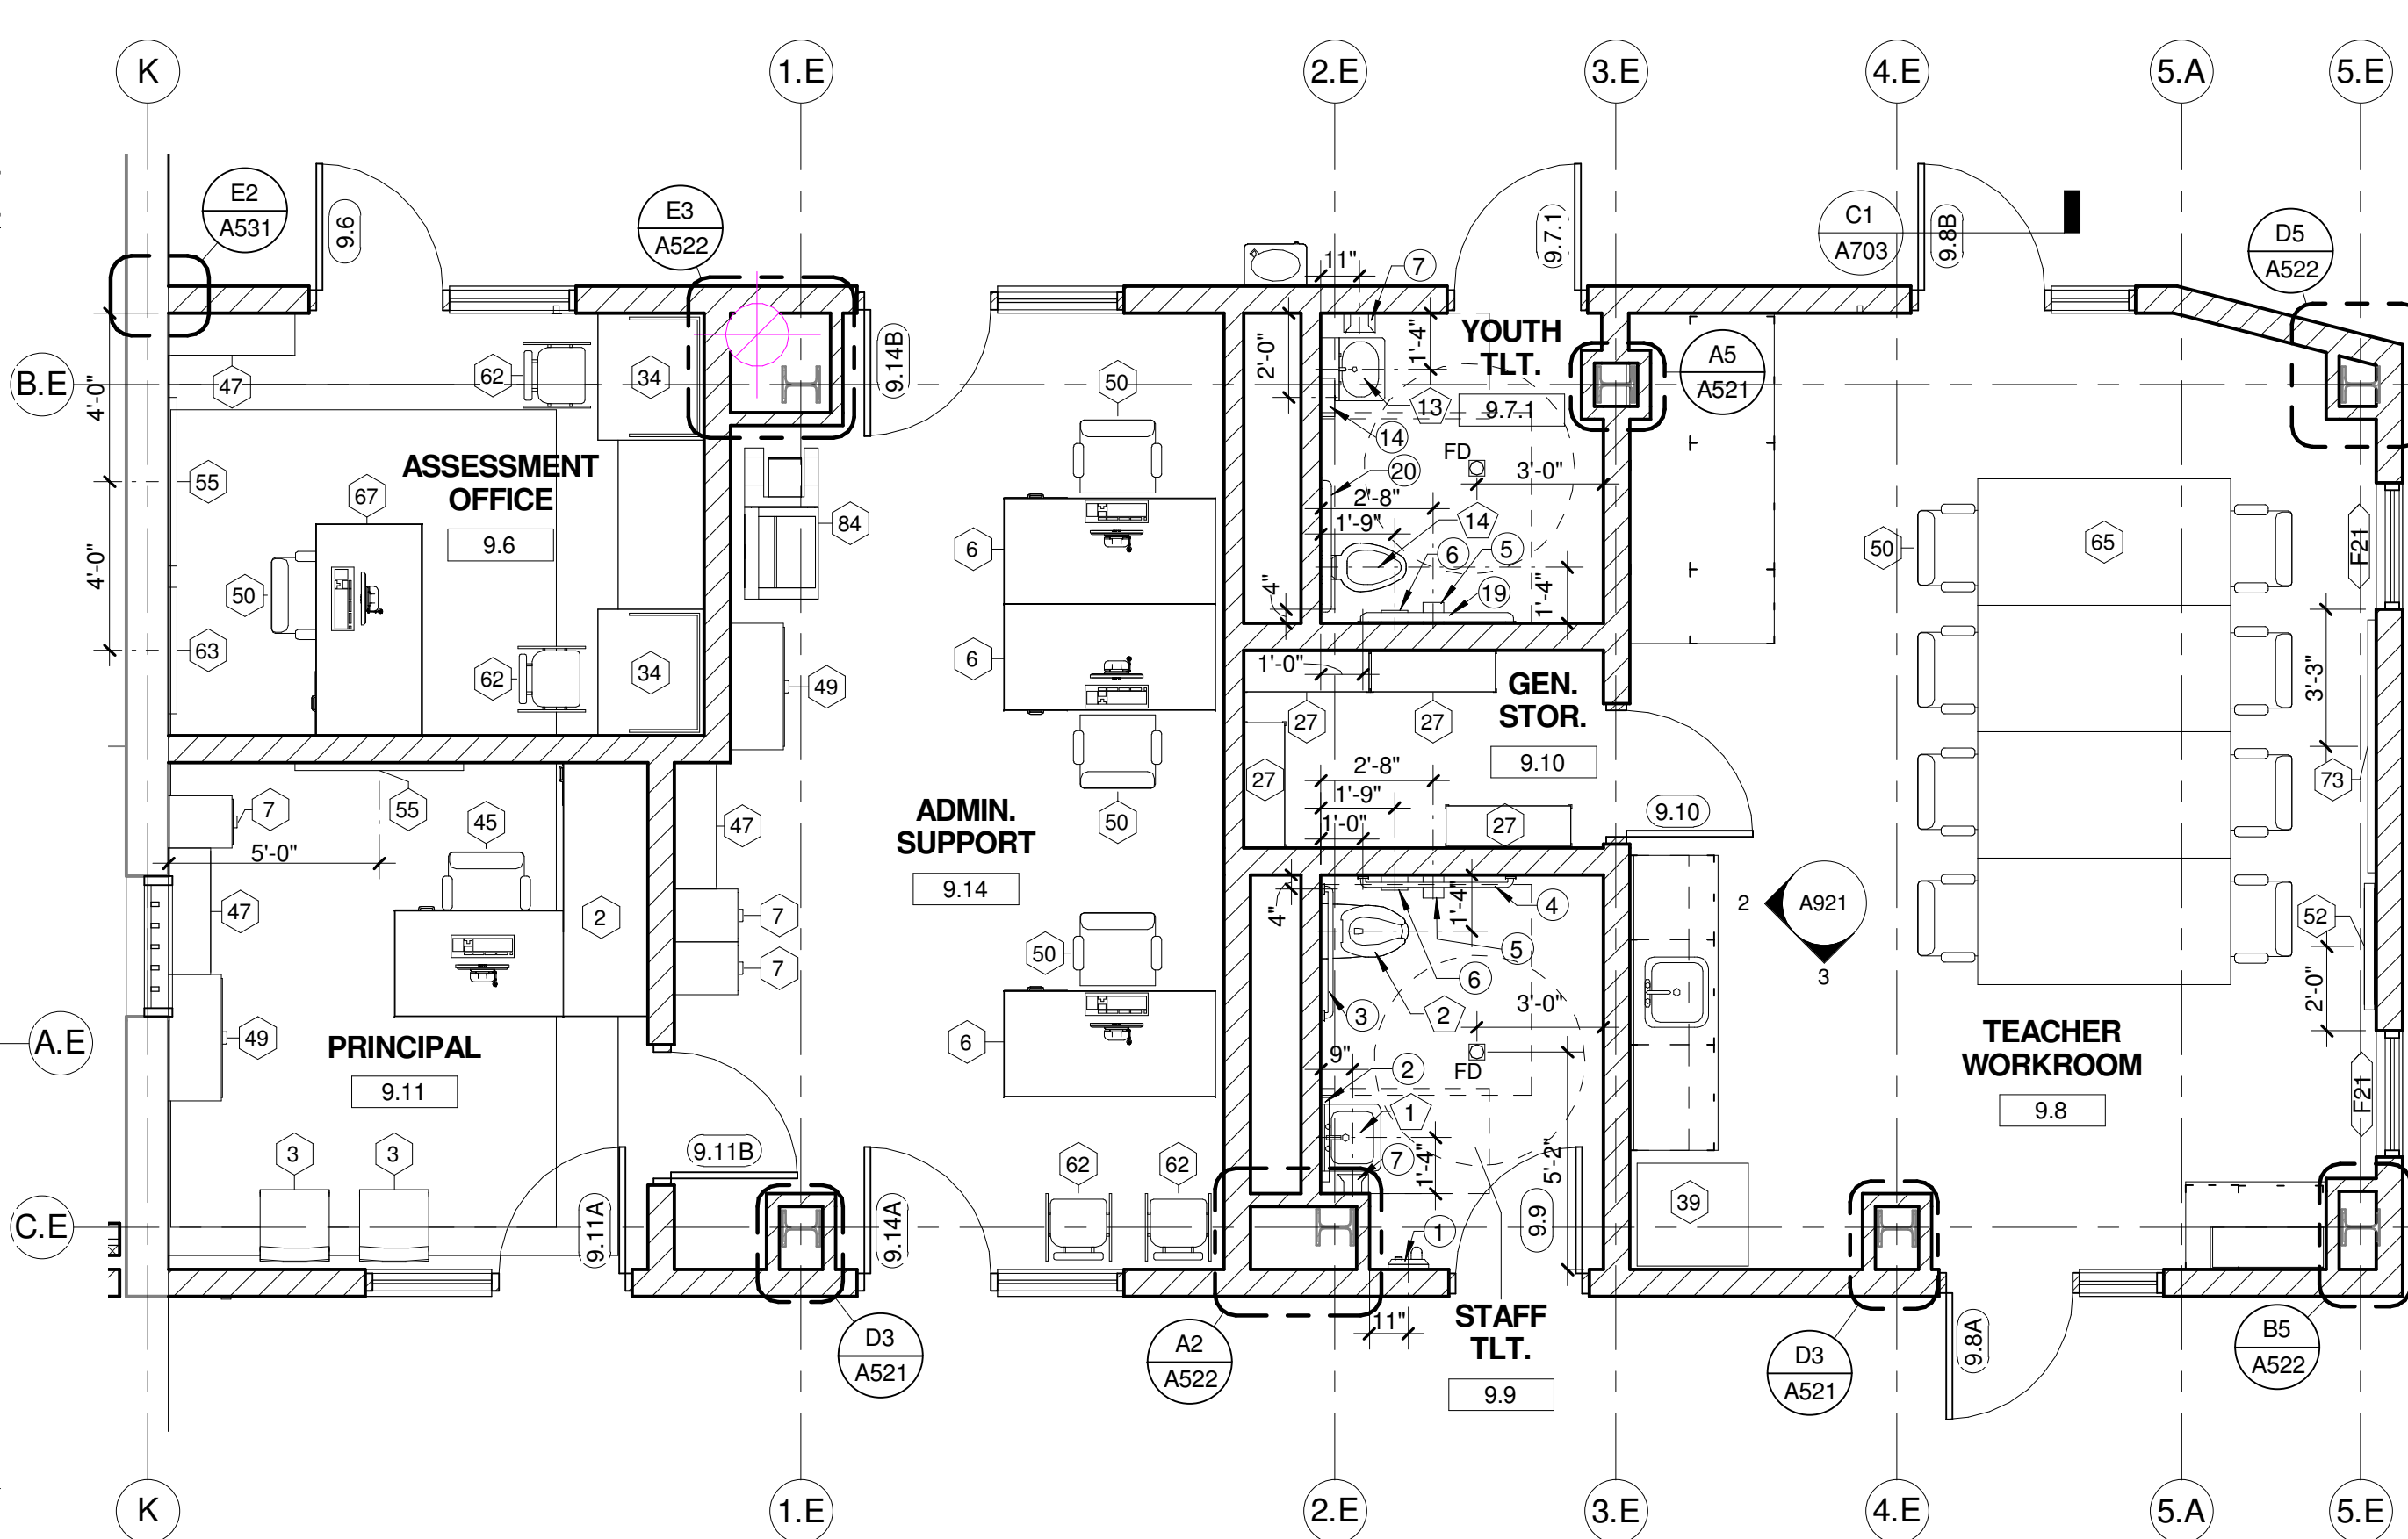 K
1.E
2.E
3.E
4.E
5.A
5.E
E2
A531
9.6
E3
A522
9.14B
11"
7
9.7.1
C1
A703
9.8B
D5
A522
B.E
4'-0"
47
62
34
50
2'-0"
1'-4"
YOUTH
TLT.
9.7.1
13
14
20
FD
3'-0"
2'-8"
1'-9"
14
6
5
19
4"
1'-4"
A5
A521
55
67
ASSESSMENT
OFFICE
9.6
84
6
50
65
F21
4'-0"
50
63
62
34
49
6
1'-0"
GEN.
STOR.
9.10
27
27
27
27
2'-8"
1'-9"
1'-0"
9.10
3'-3"
73
7
55
45
5'-0"
47
ADMIN.
SUPPORT
9.14
50
47
2
7
7
50
4"
1'-4"
4
5
6
2
3
3'-0"
2
A921
3
52
2'-0"
A.E
49
PRINCIPAL
9.11
6
9"
2
FD
1
7
1'-4"
5'-2"
TEACHER
WORKROOM
9.8
F21
3
3
9.11B
62
62
C.E
9.11A
9.14A
1
9.9
39
D3
A521
A2
A522
11"
STAFF
TLT.
9.9
D3
A521
9.8A
B5
A522
K
1.E
2.E
3.E
4.E
5.A
5.E